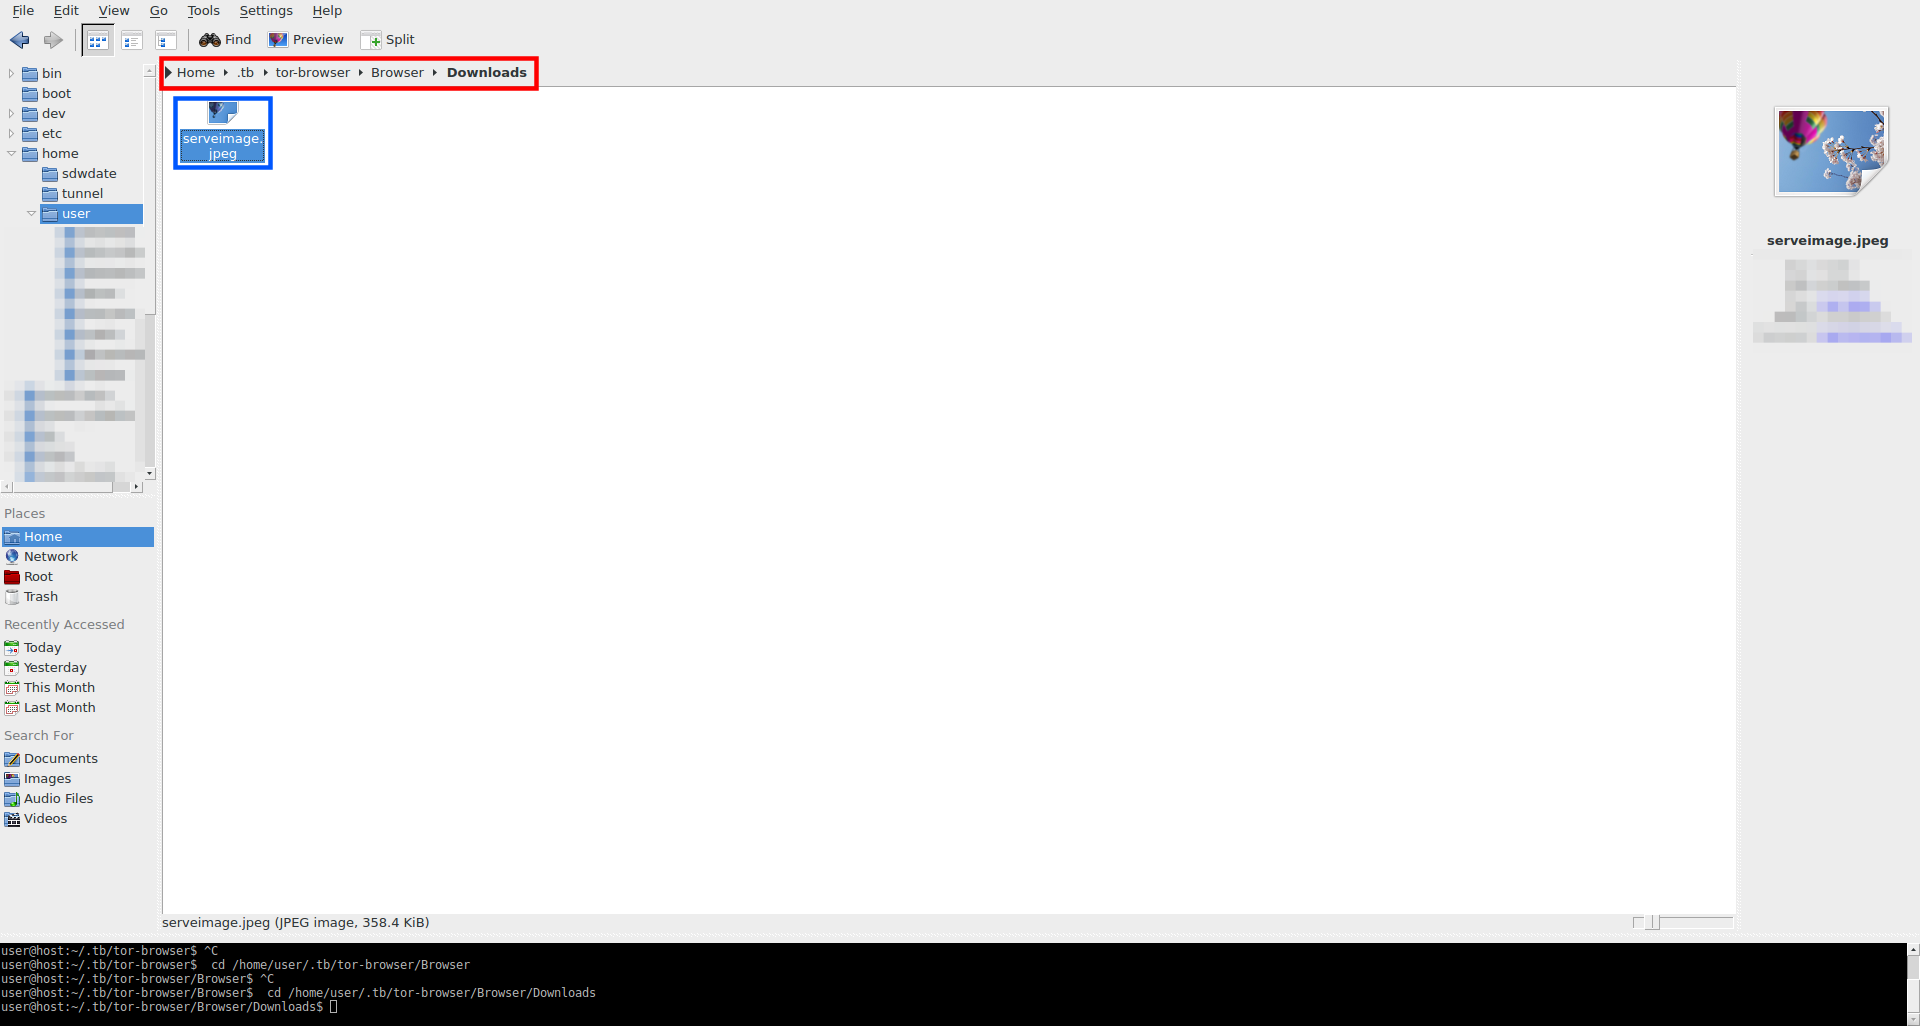 File Edit View Go Tools Settings Help
Find Preview Split
Home .tb tor-browser Browser Downloads
bin
boot
dev
etc
home
sdwdate
tunnel
user
serveimage.
jpeg
serveimage.jpeg
Places
Home
Network
Root
Trash
Recently Accessed
Today
Yesterday
This Month
Last Month
Search For
Documents
Images
Audio Files
Videos
serveimage.jpeg (JPEG image, 358.4 KiB)
user@host:~/.tb/tor-browser$ ^C
user@host:~/.tb/tor-browser$  cd /home/user/.tb/tor-browser/Browser
user@host:~/.tb/tor-browser/Browser$ ^C
user@host:~/.tb/tor-browser/Browser$  cd /home/user/.tb/tor-browser/Browser/Downloads
user@host:~/.tb/tor-browser/Browser/Downloads$